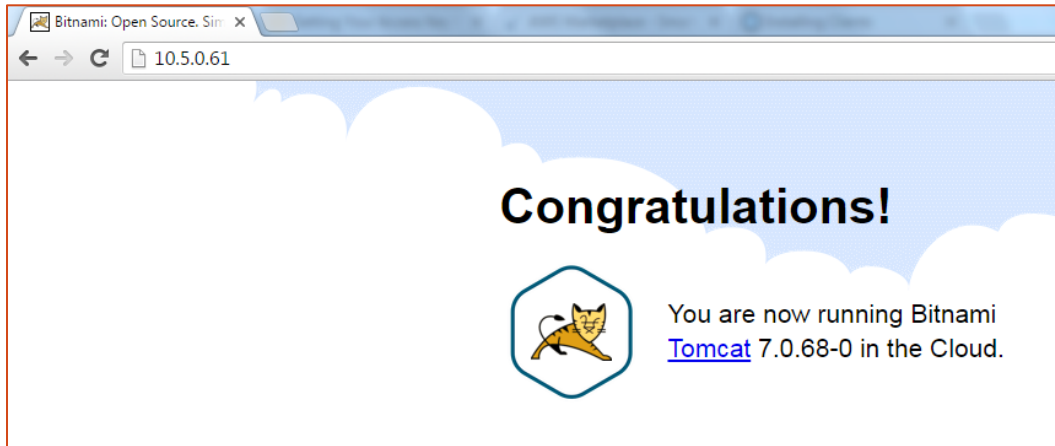 Bitnami: Open Source. Sim
10.5.0.61
Congratulations!
You are now running Bitnami
Tomcat 7.0.68-0 in the Cloud.